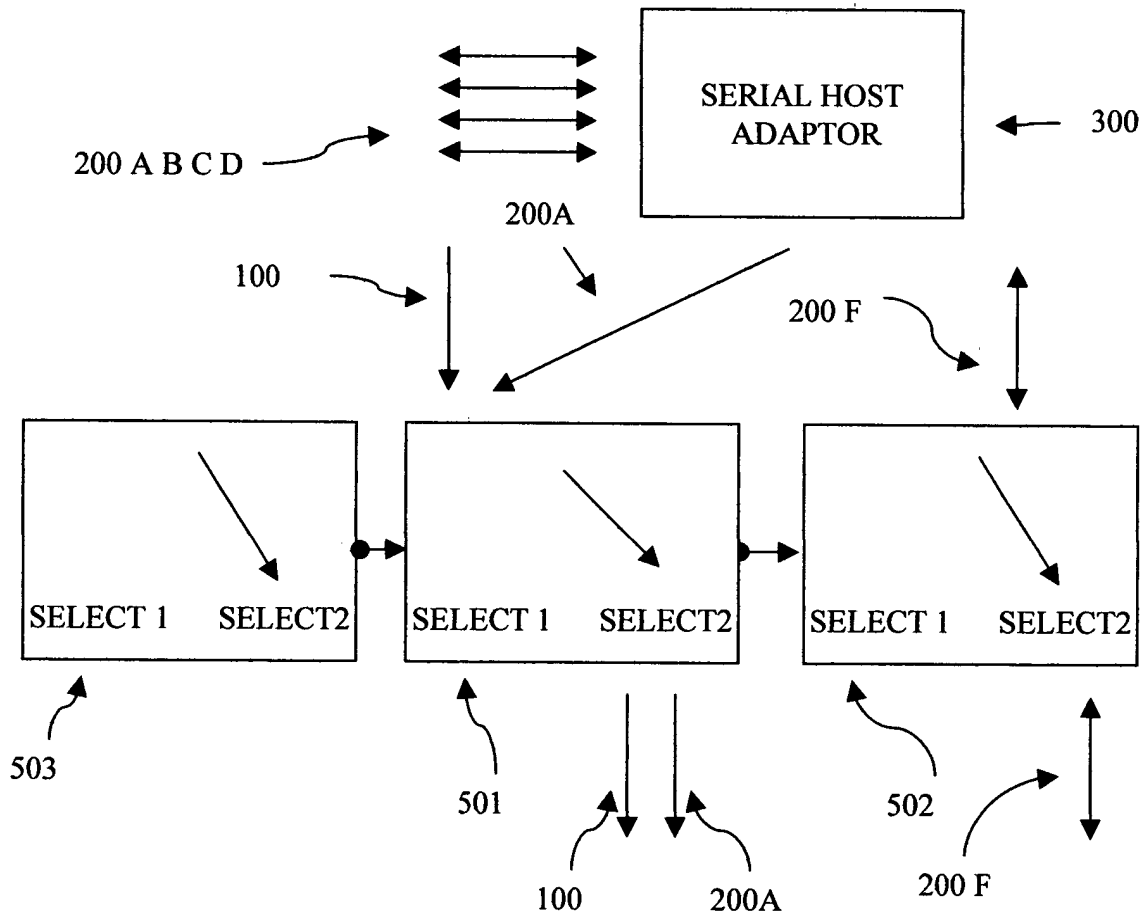 SERIAL HOST
ADAPTOR
300
200 A B C D
200A
100
200 F
SELECT 1 SELECT2
SELECT 1 SELECT2
SELECT 1 SELECT2
503
501
502
100
200A
200 F